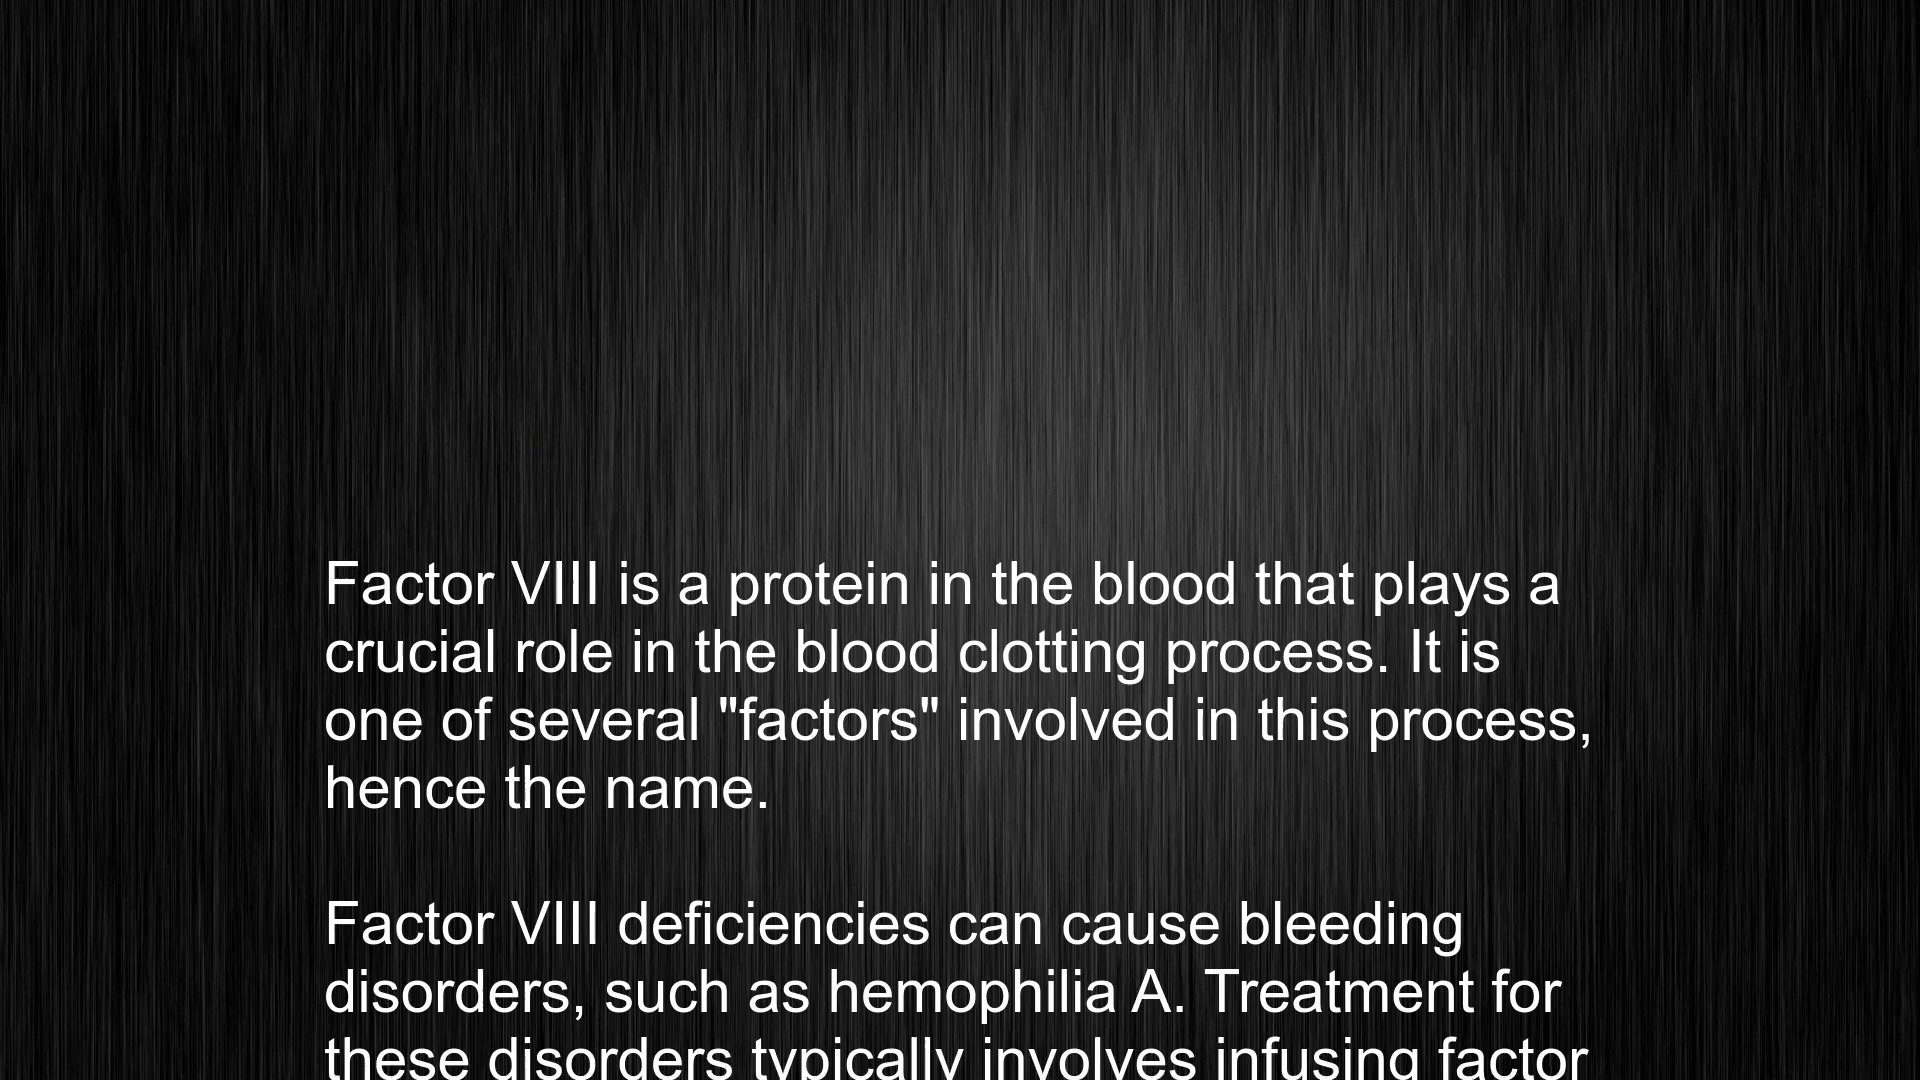 Factor VIII is a protein in the blood that plays a
crucial role in the blood clotting process. It is
one of several "factors" involved in this process,
hence the name.
Factor VIII deficiencies can cause bleeding
disorders, such as hemophilia A. Treatment for
these disorders typically involves infusing factor